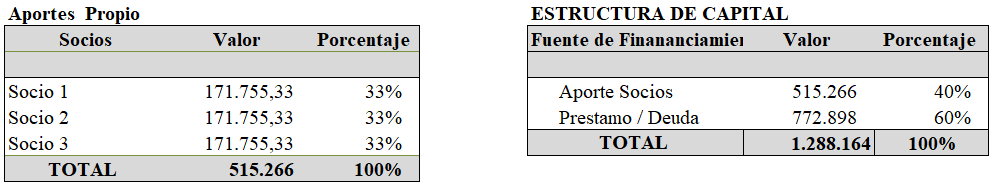 Aportes Propio
Socios Valor Porcentaje
Socio 1 171.755,33 33%
Socio 2 171.755,33 33%
Socio 3 171.755,33 33%
TOTAL 515.266 100%
ESTRUCTURA DE CAPITAL
Fuente de Finananciamier Valor Porcentaje
Aporte Socios 515.266 40%
Prestamo / Deuda 772.898 60%
TOTAL 1.288.164 100%